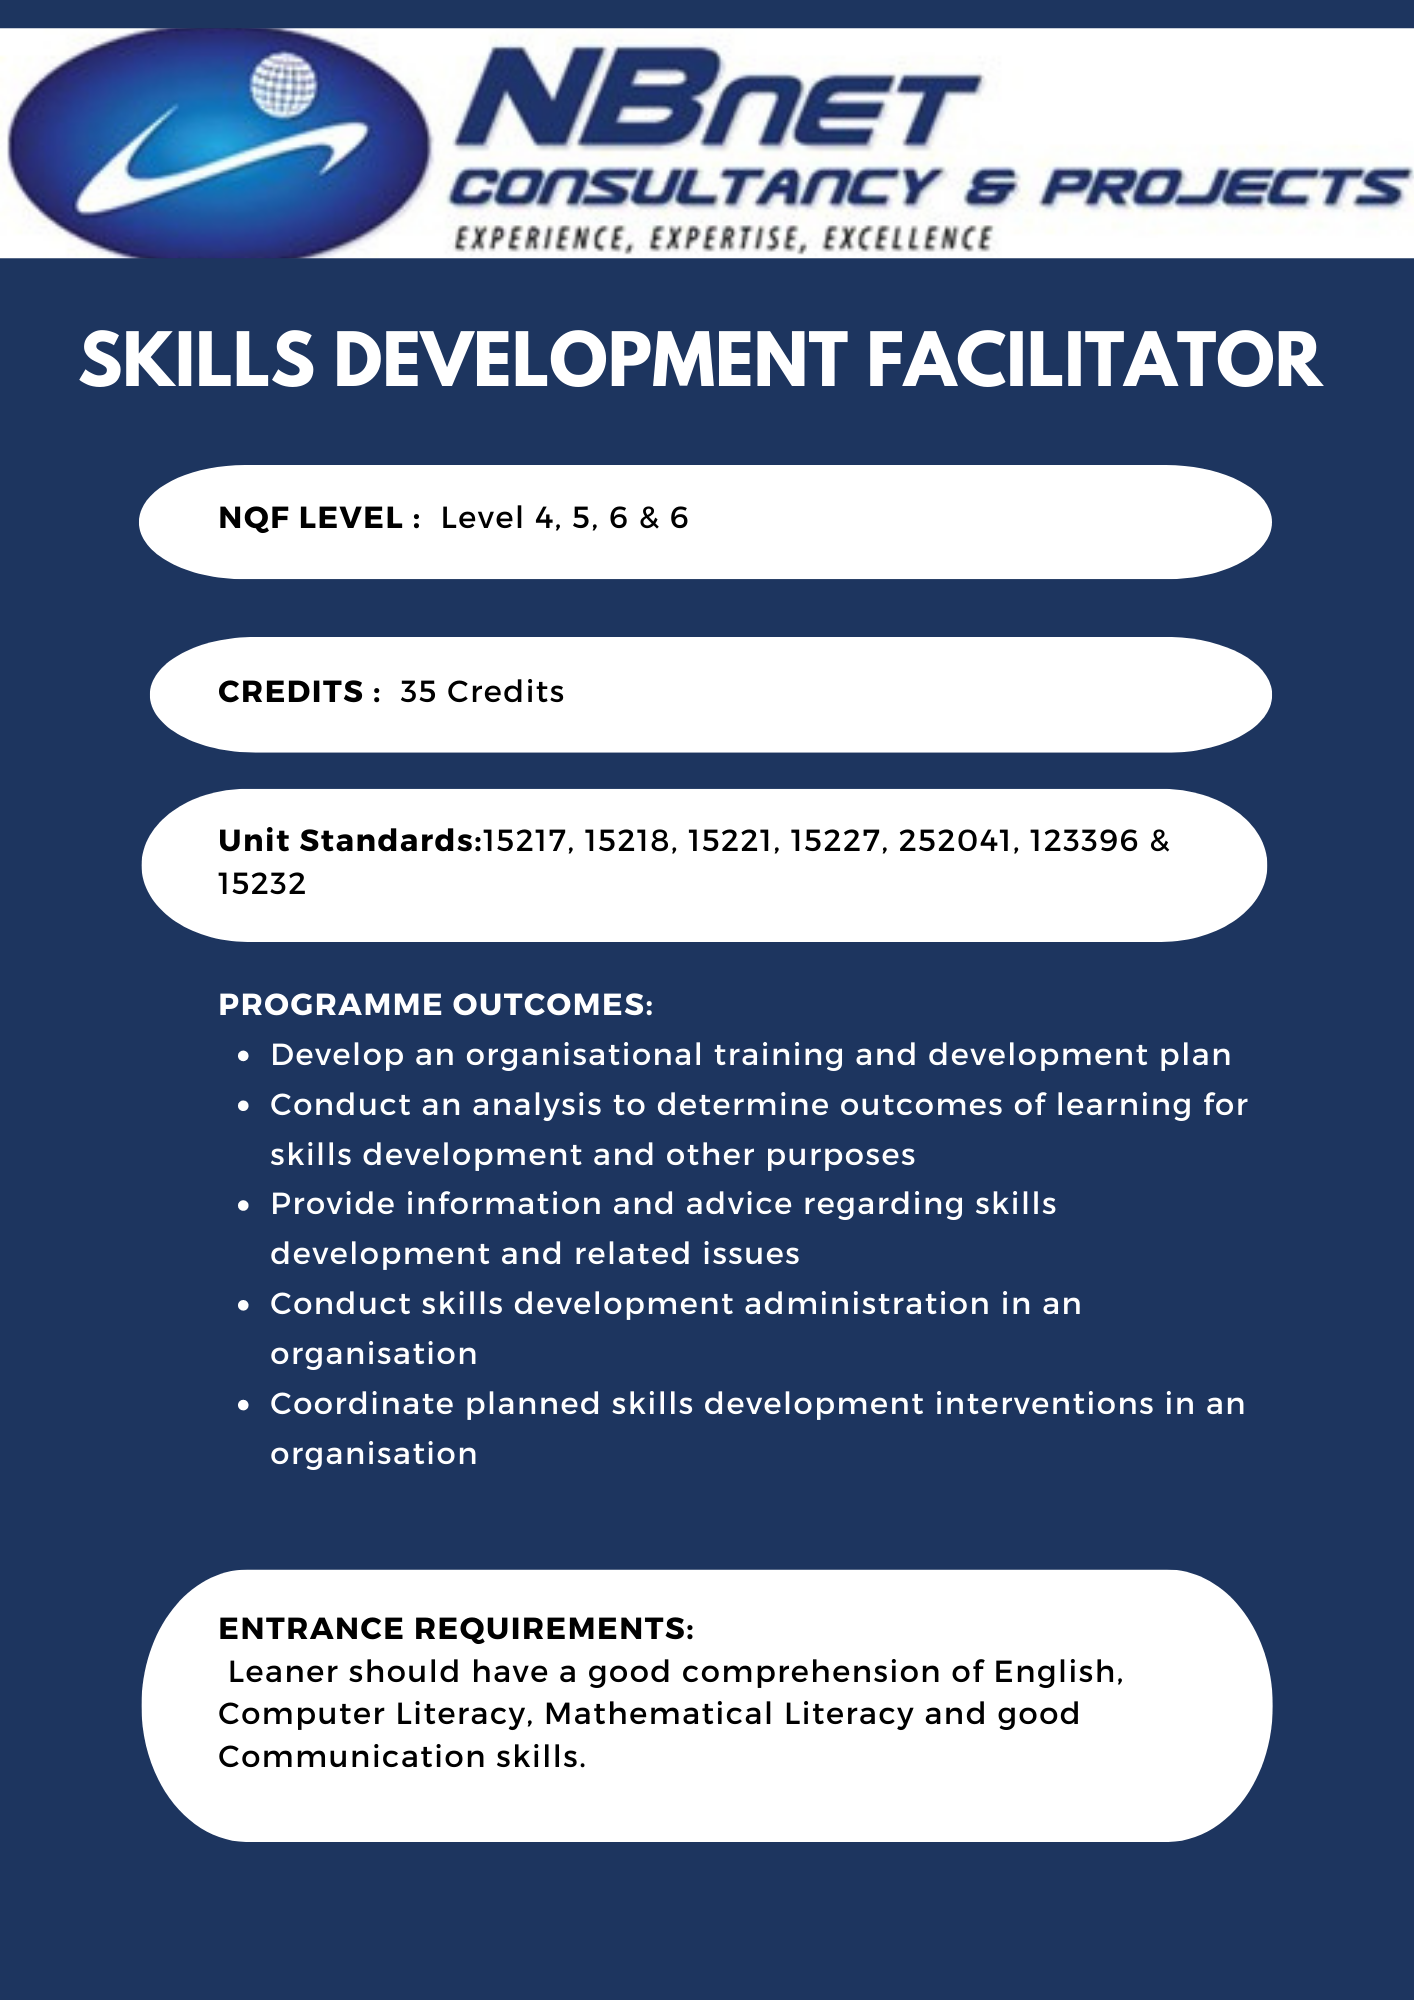 NBNET
CONSULTANCY & PROJECTS
EXPERIENCE, EXPERTISE, EXCELLENCE
SKILLS DEVELOPMENT FACILITATOR
NQF LEVEL : Level 4, 5, 6 & 6
CREDITS : 35 Credits
Unit Standards:15217, 15218, 15221, 15227, 252041, 123396 &
15232
PROGRAMME OUTCOMES:
• Develop an organisational training and development plan
• Conduct an analysis to determine outcomes of learning for
skills development and other purposes
• Provide information and advice regarding skills
development and related issues
• Conduct skills development administration in an
organisation
• Coordinate planned skills development interventions in an
organisation
ENTRANCE REQUIREMENTS:
Leaner should have a good comprehension of English,
Computer Literacy, Mathematical Literacy and good
Communication skills.